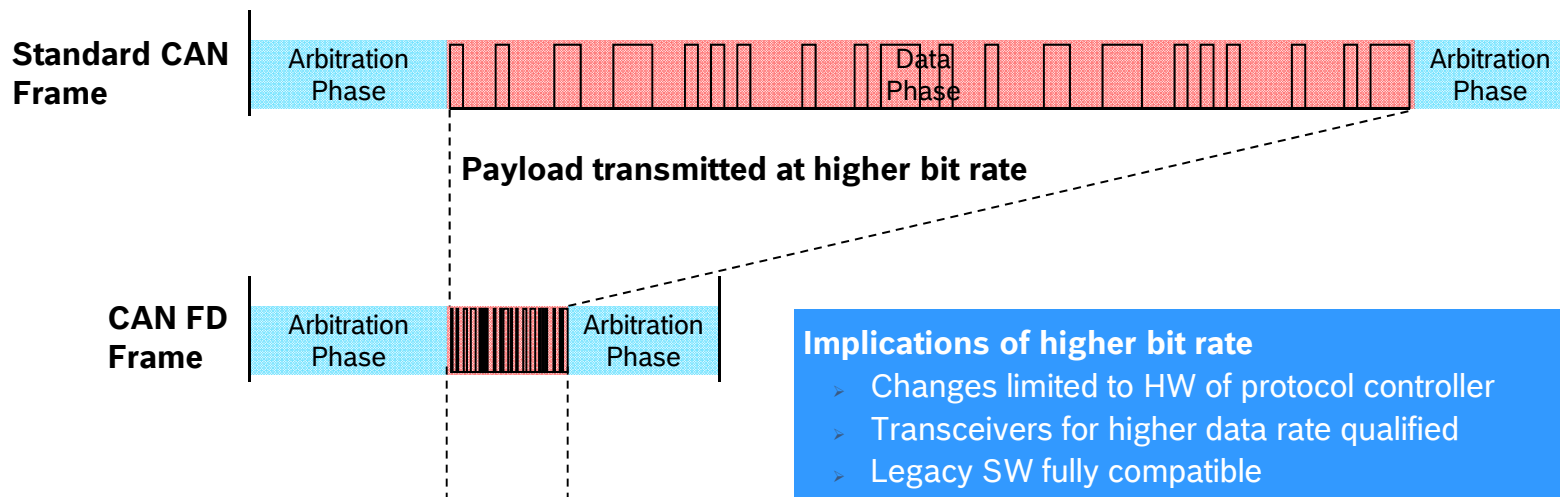 Standard CAN
Frame
Arbitration
Phase
Data
Phase
Arbitration
Phase
Payload transmitted at higher bit rate
CAN FD
Frame
Arbitration
Phase
Arbitration
Phase
Implications of higher bit rate
➢ Changes limited to HW of protocol controller
➢ Transceivers for higher data rate qualified
➢ Legacy SW fully compatible